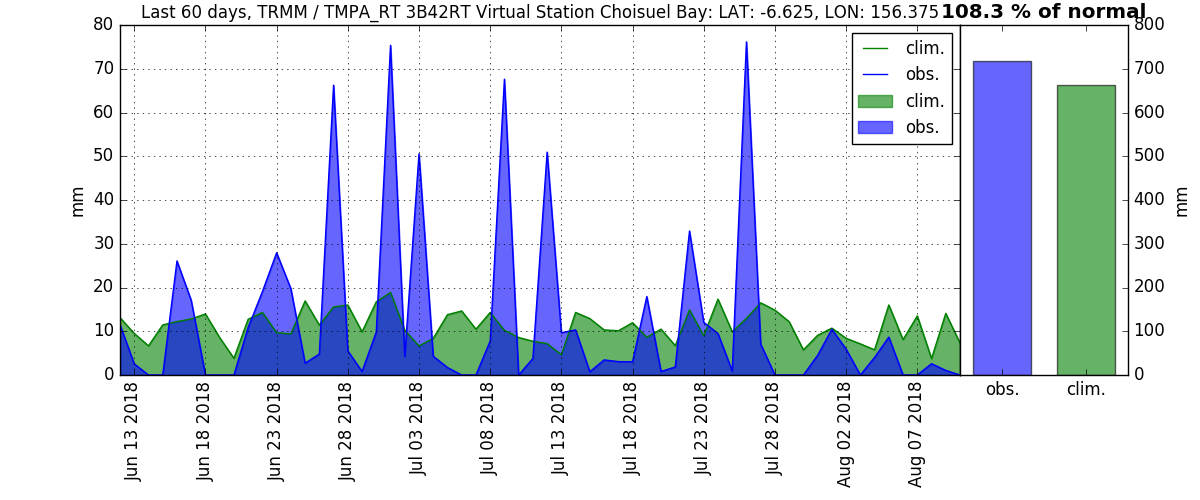 Last 60 days, TRMM / TMPA_RT 3B42RT Virtual Station Choisuel Bay: LAT: -6.625, LON: 156.375
108.3 % of normal
80
70
60
50
40
30
20
10
0
mm
clim.
obs.
clim.
obs.
Jun 13 2018
Jun 18 2018
Jun 23 2018
Jun 28 2018
Jul 03 2018
Jul 08 2018
Jul 13 2018
Jul 18 2018
Jul 23 2018
Jul 28 2018
Aug 02 2018
Aug 07 2018
800
700
600
500
400
300
200
100
0
mm
obs.
clim.